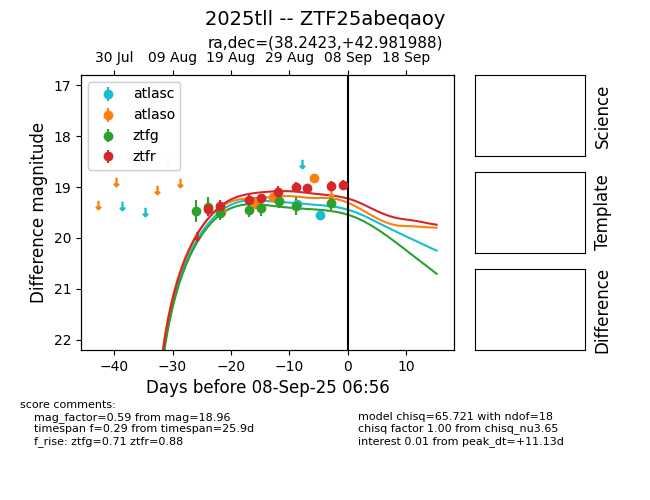 2025tll -- ZTF25abeqaoy
ra,dec=(38.2423,+42.981988)
30 Jul 09 Aug 19 Aug 29 Aug 08 Sep 18 Sep
17
18
19
20
21
22
Difference magnitude
atlasc
atlaso
ztfg
ztfr
−40 −30 −20 −10 0 10
Days before 08-Sep-25 06:56
Science
Template
Difference
score comments:
mag_factor=0.59 from mag=18.96
timespan f=0.29 from timespan=25.9d
f_rise: ztfg=0.71 ztfr=0.88
model chisq=65.721 with ndof=18
chisq factor 1.00 from chisq_nu3.65
interest 0.01 from peak_dt=+11.13d